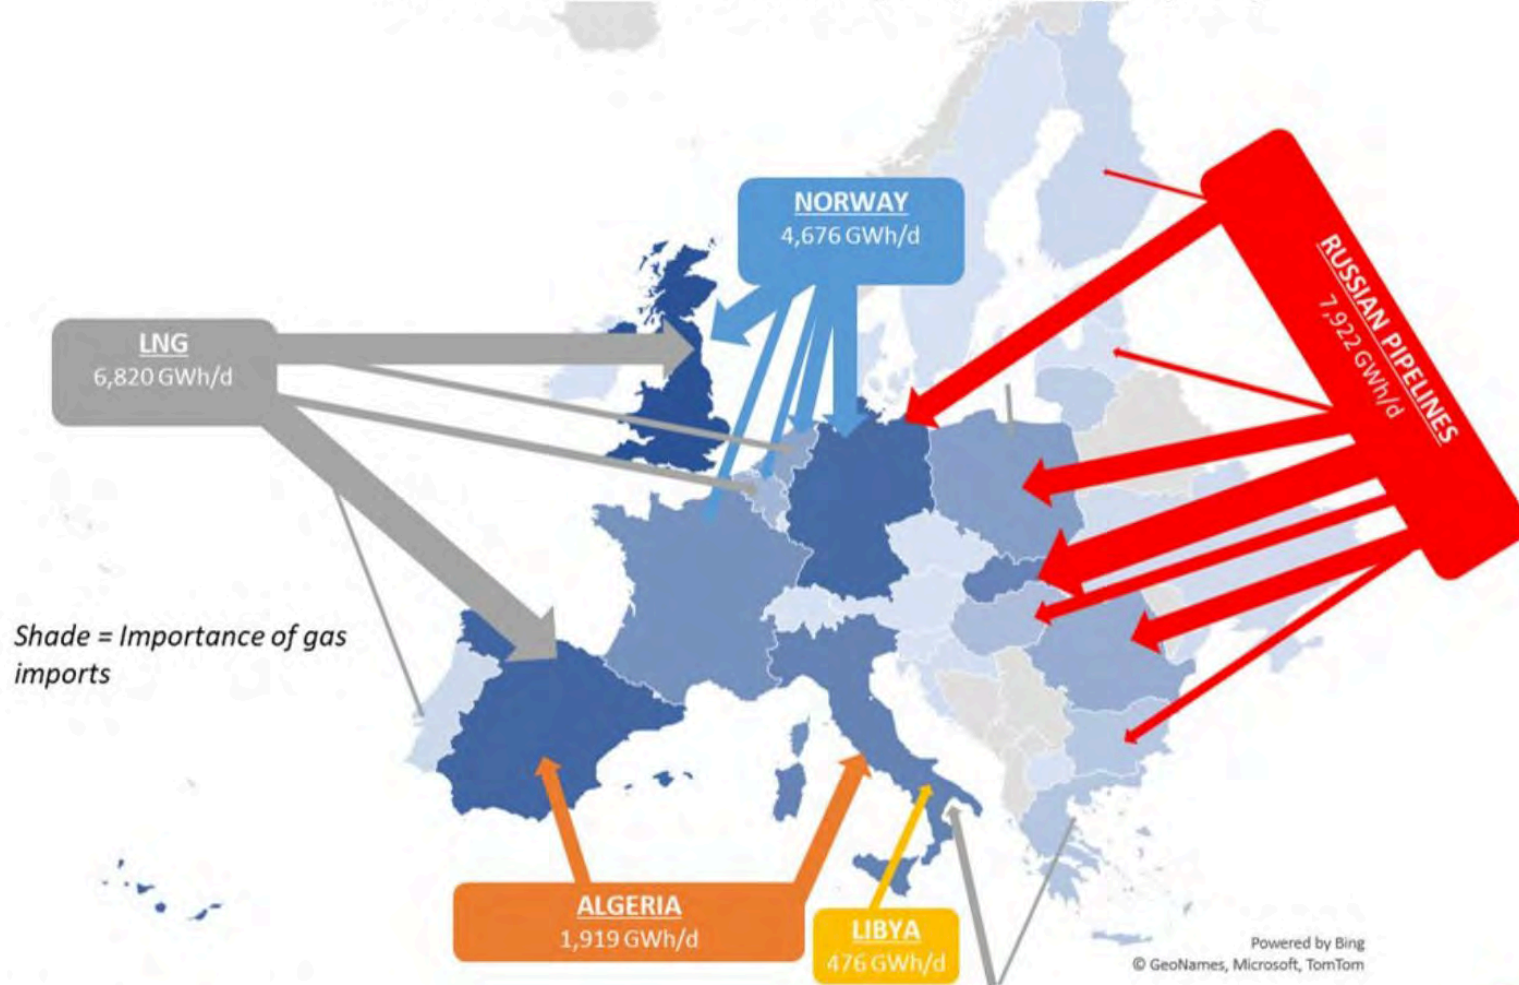 NORWAY
4,676 GWh/d
RUSSIAN PIPELINES
7,922 GWh/d
LNG
6,820 GWh/d
Shade = Importance of gas
imports
ALGERIA
1,919 GWh/d
LIBYA
476 GWh/d
Powered by Bing
© GeoNames, Microsoft, TomTom